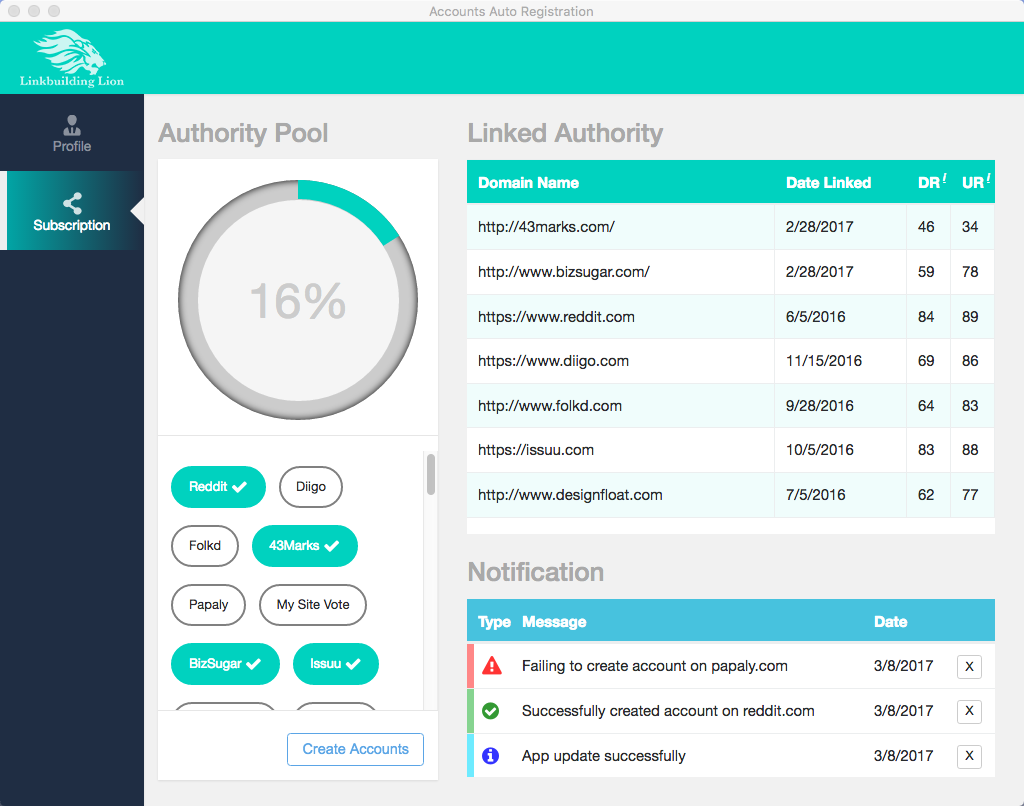 Accounts Auto Registration
Linkbuilding Lion
Profile
Subscription
Authority Pool
16%
Reddit
Diigo
Folkd
43Marks
Papaly
My Site Vote
BizSugar
Issuu
Create Accounts
Linked Authority
Domain Name Date Linked DR i UR i
http://43marks.com/ 2/28/2017 46 34
http://www.bizsugar.com/ 2/28/2017 59 78
https://www.reddit.com 6/5/2016 84 89
https://www.diigo.com 11/15/2016 69 86
http://www.folkd.com 9/28/2016 64 83
https://issuu.com 10/5/2016 83 88
http://www.designfloat.com 7/5/2016 62 77
Notification
Type Message Date
Failing to create account on papaly.com 3/8/2017 X
Successfully created account on reddit.com 3/8/2017 X
App update successfully 3/8/2017 X